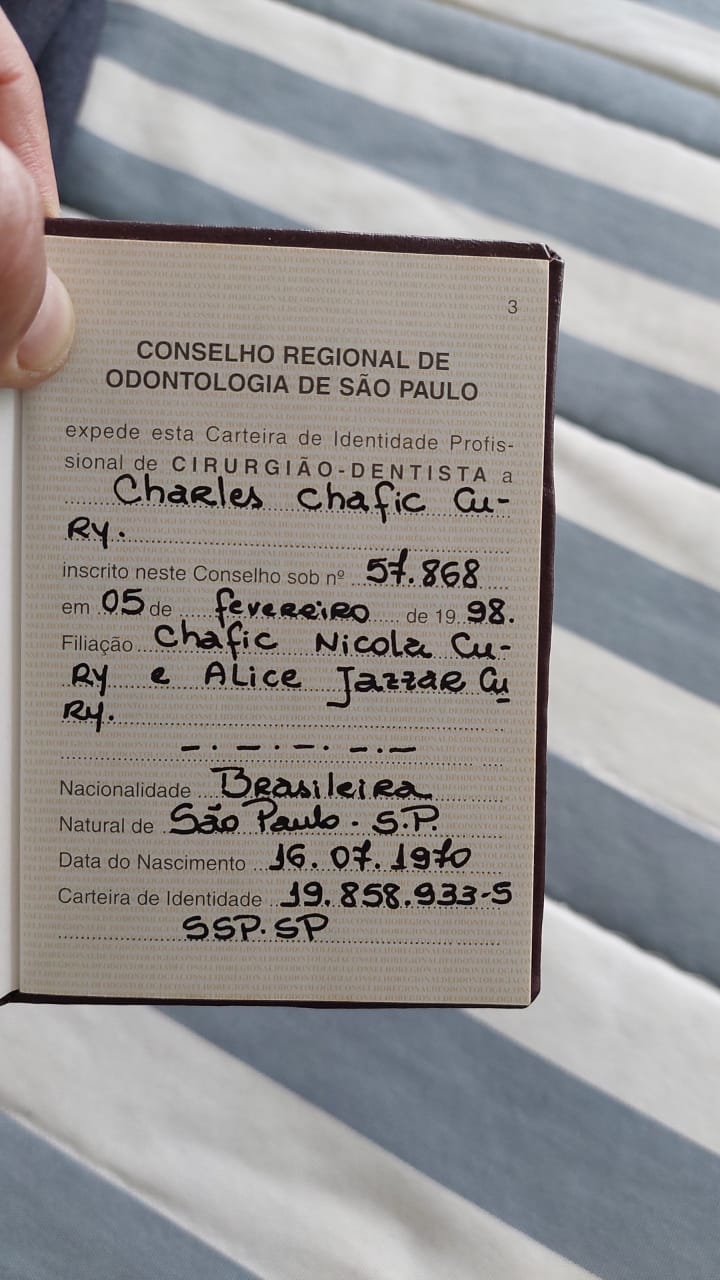 3
CONSELHO REGIONAL DE
ODONTOLOGIA DE SÃO PAULO
expede esta Carteira de Identidade Profis-
sional de CIRURGIÃO-DENTISTA a
Charles Chafic Cu-
RY.
inscrito neste Conselho sob nº 57.868
em 05 de fevereiro de 19 98.
Filiação Chafic Nicola Cu-
RY e Alice Jazzar Cu
RY.
Nacionalidade Brasileira
Natural de São Paulo - S.P.
Data do Nascimento 16.07.1970
Carteira de Identidade 19.858.933-5
SSP.SP